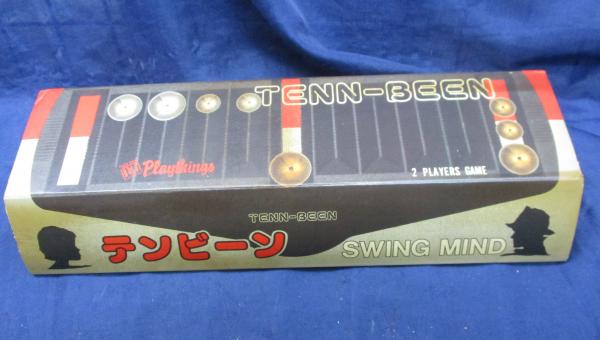 TENN-BEEN
Playthings
2 PLAYERS GAME
TENN-BEEN
テンビーン
SWING MIND